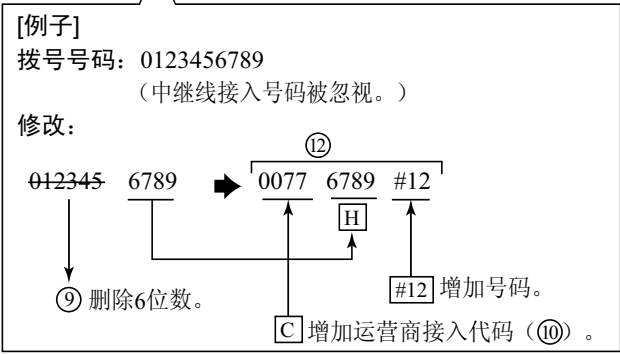 [例子]
拨号号码：0123456789
（中继线接入号码被忽视。）
修改：
⑫
012345 6789 ➡ 0077 6789 #12
H
⑨ 删除6位数。
#12 增加号码。
C 增加运营商接入代码（⑩）。